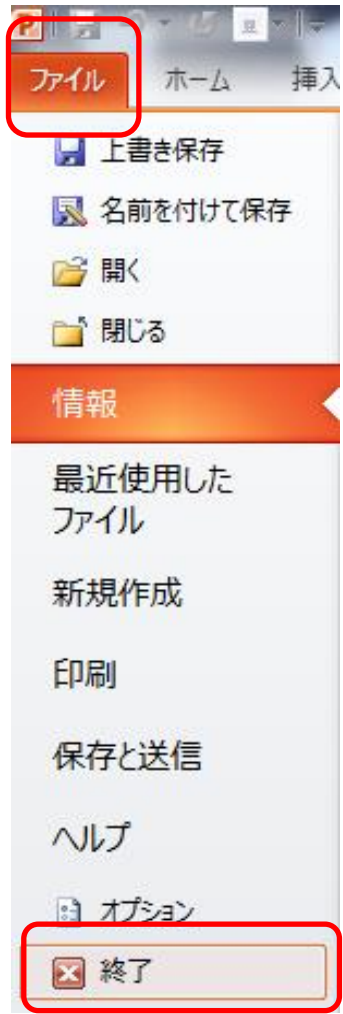 ファイル ホーム 挿入
上書き保存
名前を付けて保存
開く
閉じる
情報
最近使用した
ファイル
新規作成
印刷
保存と送信
ヘルプ
オプション
終了